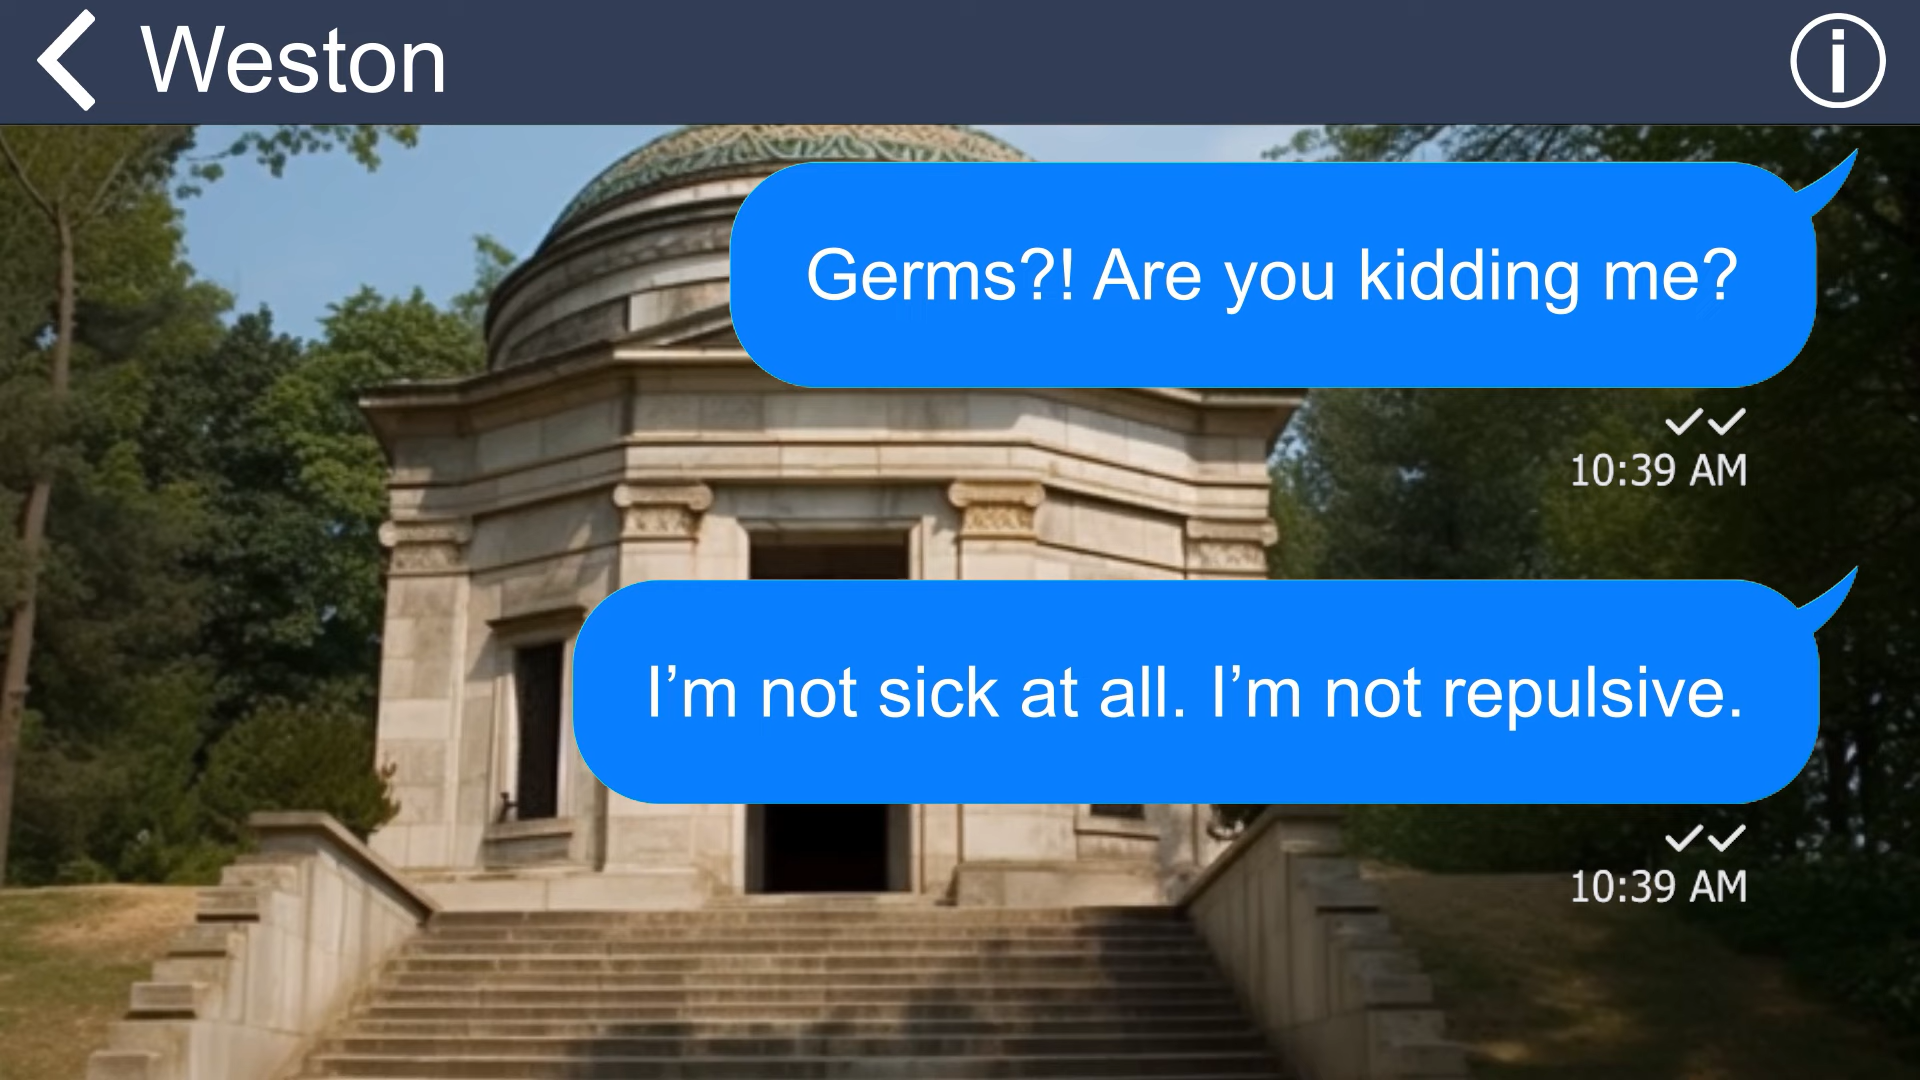 Weston
Germs?! Are you kidding me?
10:39 AM
I’m not sick at all. I’m not repulsive.
10:39 AM